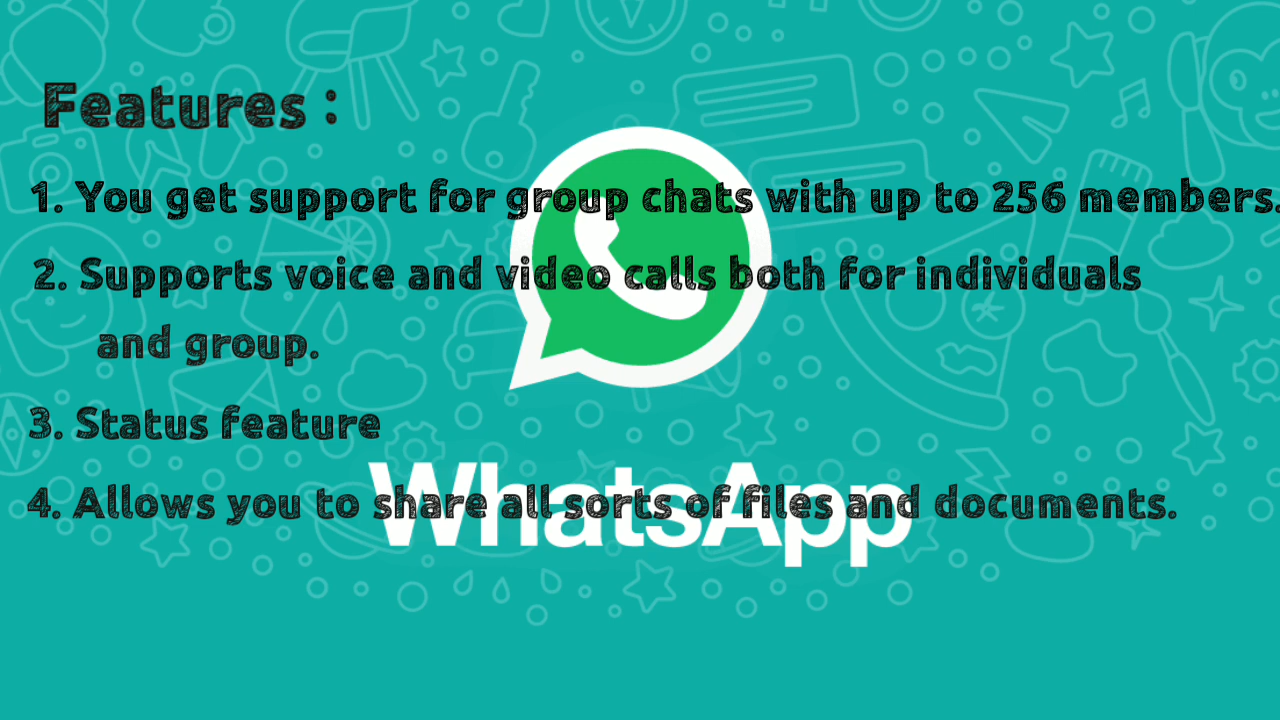 Features :
1. You get support for group chats with up to 256 members.
2. Supports voice and video calls both for individuals
and group.
3. Status feature
WhatsApp
4. Allows you to share all sorts of files and documents.